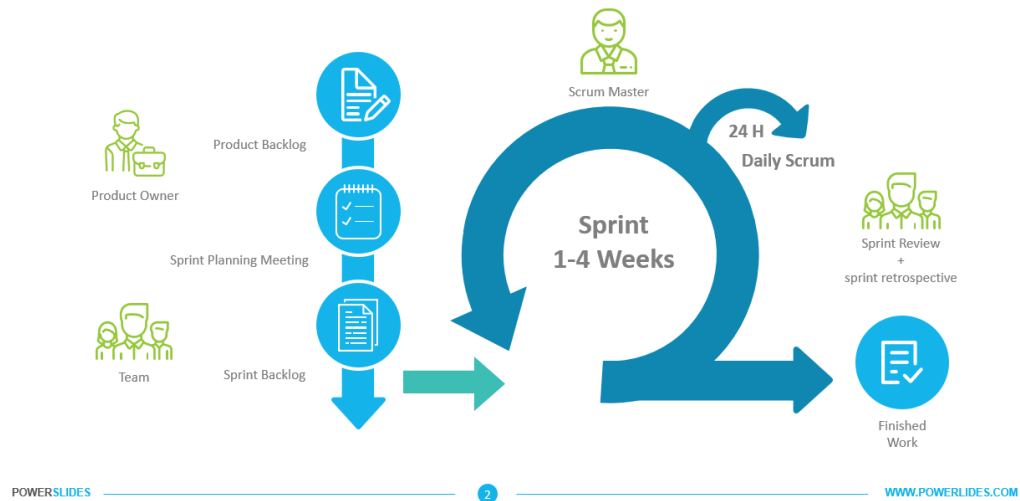 Scrum Master
24 H
Daily Scrum
Product Backlog
Product Owner
Sprint
1-4 Weeks
Sprint Planning Meeting
Sprint Review
+
sprint retrospective
Team
Sprint Backlog
Finished
Work
POWERSLIDES
2
WWW.POWERLIDES.COM